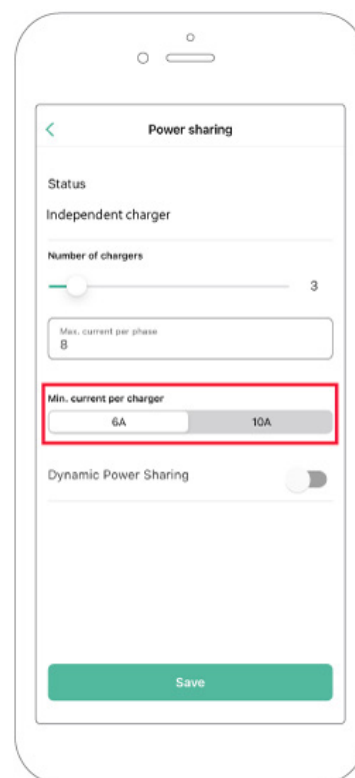 Power sharing
Status
Independent charger
Number of chargers
3
Max. current per phase
8
Min. current per charger
6A 10A
Dynamic Power Sharing
Save